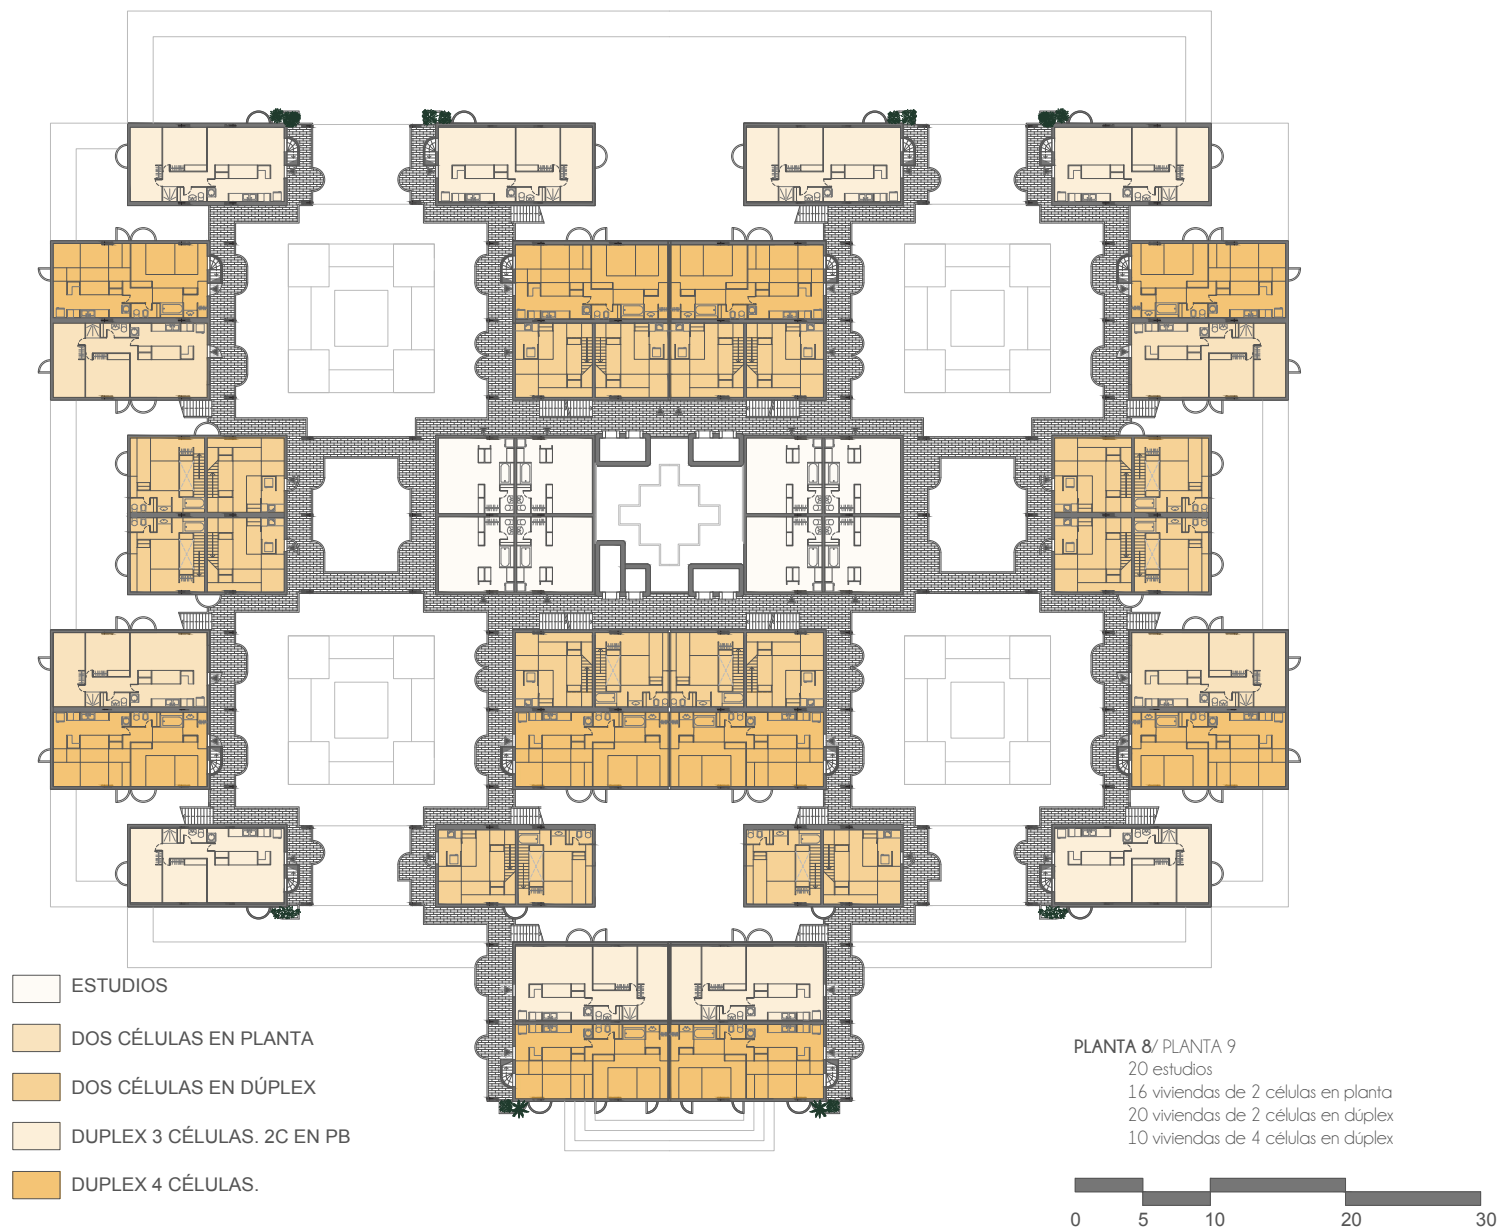 ESTUDIOS
DOS CÉLULAS EN PLANTA
DOS CÉLULAS EN DÚPLEX
DUPLEX 3 CÉLULAS. 2C EN PB
DUPLEX 4 CÉLULAS.
PLANTA 8/ PLANTA 9
20 estudios
16 viviendas de 2 células en planta
20 viviendas de 2 células en dúplex
10 viviendas de 4 células en dúplex
0 5 10 20 30